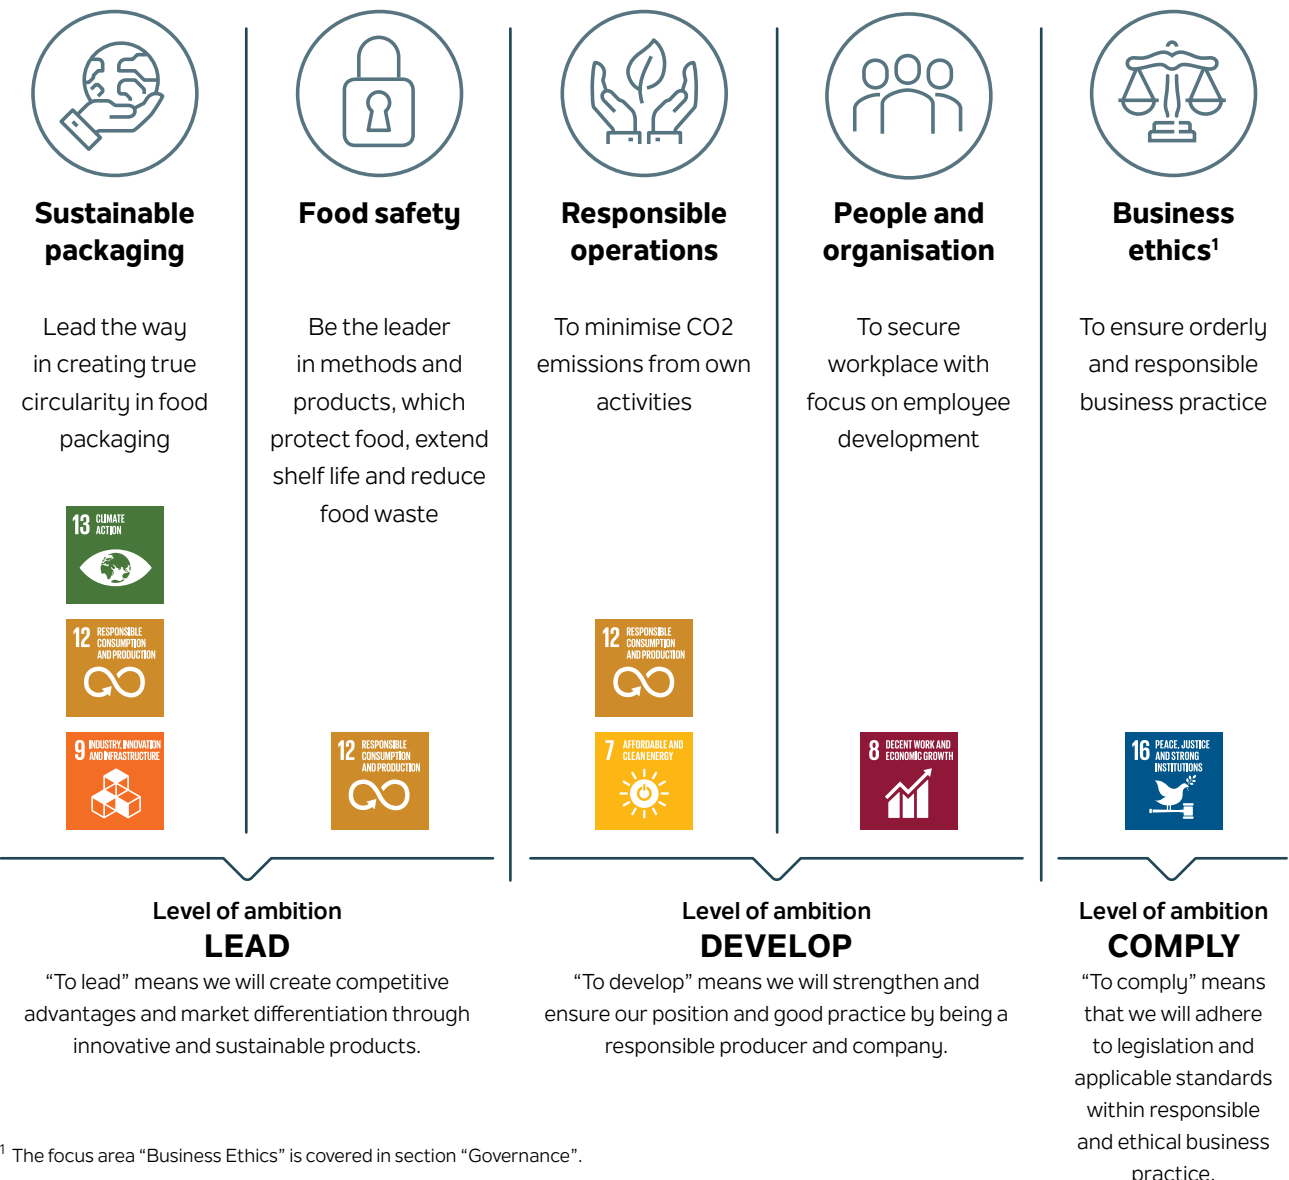 Sustainable
packaging
Lead the way
in creating true
circularity in food
packaging
13 CLIMATE
ACTION
12 RESPONSIBLE
CONSUMPTION
AND PRODUCTION
9 INDUSTRY, INNOVATION
AND INFRASTRUCTURE
Food safety
Be the leader
in methods and
products, which
protect food, extend
shelf life and reduce
food waste
12 RESPONSIBLE
CONSUMPTION
AND PRODUCTION
Responsible
operations
To minimise CO2
emissions from own
activities
12 RESPONSIBLE
CONSUMPTION
AND PRODUCTION
7 AFFORDABLE AND
CLEAN ENERGY
People and
organisation
To secure
workplace with
focus on employee
development
8 DECENT WORK AND
ECONOMIC GROWTH
Business
ethics¹
To ensure orderly
and responsible
business practice
16 PEACE, JUSTICE
AND STRONG
INSTITUTIONS
Level of ambition
LEAD
“To lead” means we will create competitive
advantages and market differentiation through
innovative and sustainable products.
Level of ambition
DEVELOP
“To develop” means we will strengthen and
ensure our position and good practice by being a
responsible producer and company.
Level of ambition
COMPLY
“To comply” means
that we will adhere
to legislation and
applicable standards
within responsible
and ethical business
practice.
¹ The focus area “Business Ethics” is covered in section “Governance”.